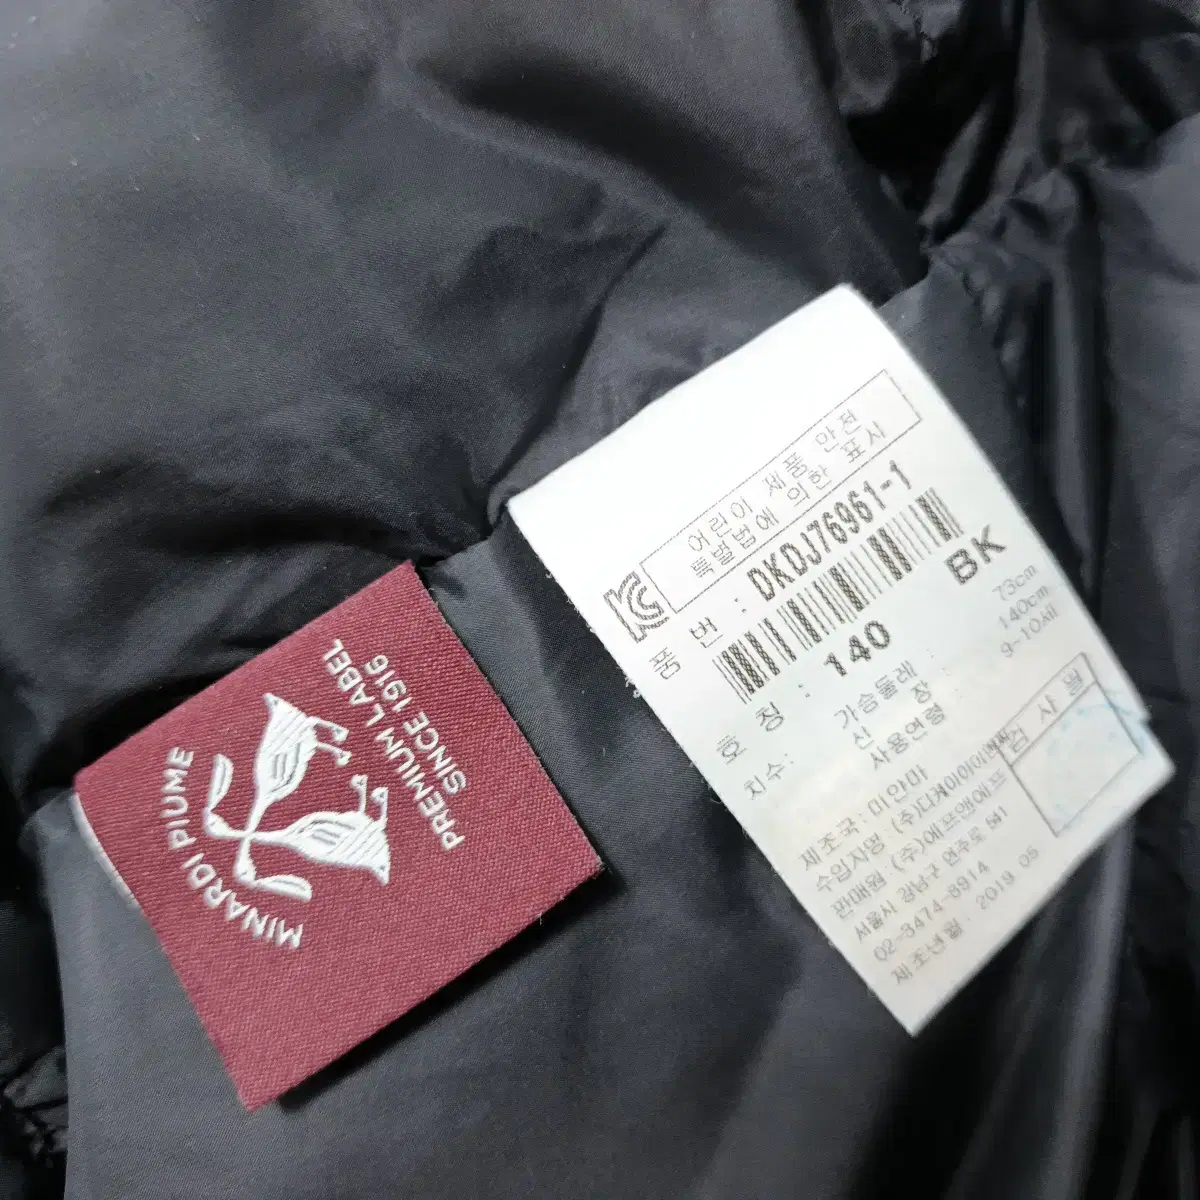 MINARDI PIUME
PREMIUM LABEL
SINCE 1916
어린이 제품 안전
특별법에 의한 표시
품 번 : DKDJ76961-1
BK
호 칭 : 140
치수: 가슴둘레 : 73cm
신 장 : 140cm
사용연령 : 9~10세
검 사 필
제조국: 미얀마
수입자명 (주)디케이아이
판매원 (주)에프앤에프
서울시 강남구 언주로 541
02-3474-8914
제조년월 : 2019 05